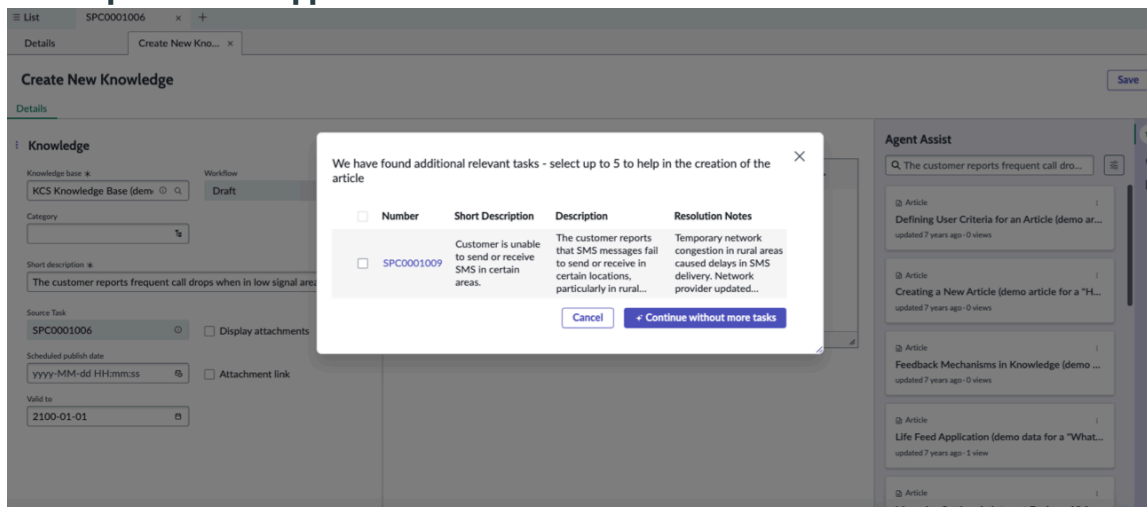 List
SPC0001006 × +
Details
Create New Kno... ×
Create New Knowledge
Save
Details
Knowledge
Knowledge base *
KCS Knowledge Base (dem
Workflow
Draft
Category
Short description *
The customer reports frequent call drops when in low signal area
Source Task
SPC0001006
Display attachments
Scheduled publish date
yyyy-MM-dd HH:mm:ss
Attachment link
Valid to
2100-01-01
We have found additional relevant tasks - select up to 5 to help in the creation of the
article
Number Short Description Description Resolution Notes
SPC0001009
Customer is unable
to send or receive
SMS in certain
areas.
The customer reports
that SMS messages fail
to send or receive in
certain locations,
particularly in rural...
Temporary network
congestion in rural areas
caused delays in SMS
delivery. Network
provider updated...
Cancel
Continue without more tasks
Agent Assist
The customer reports frequent call dro...
Article
Defining User Criteria for an Article (demo ar...
updated 7 years ago · 0 views
Article
Creating a New Article (demo article for a "H...
updated 7 years ago · 0 views
Article
Feedback Mechanisms in Knowledge (demo ...
updated 7 years ago · 0 views
Article
Life Feed Application (demo data for a "What...
updated 7 years ago · 1 view
Article